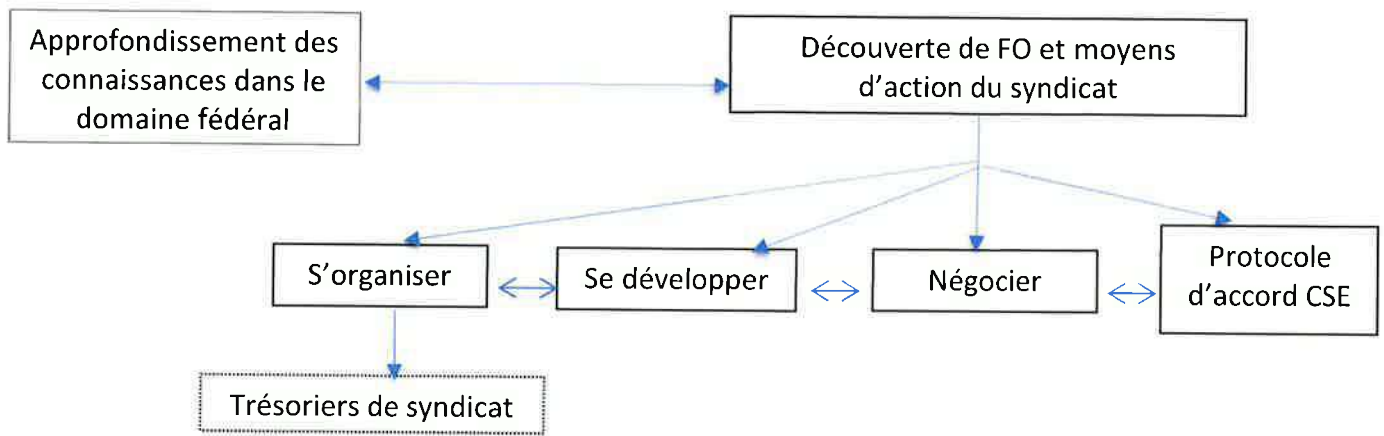 Approfondissement des
connaissances dans le
domaine fédéral
Découverte de FO et moyens
d’action du syndicat
S’organiser
Se développer
Négocier
Protocole
d’accord CSE
Trésoriers de syndicat